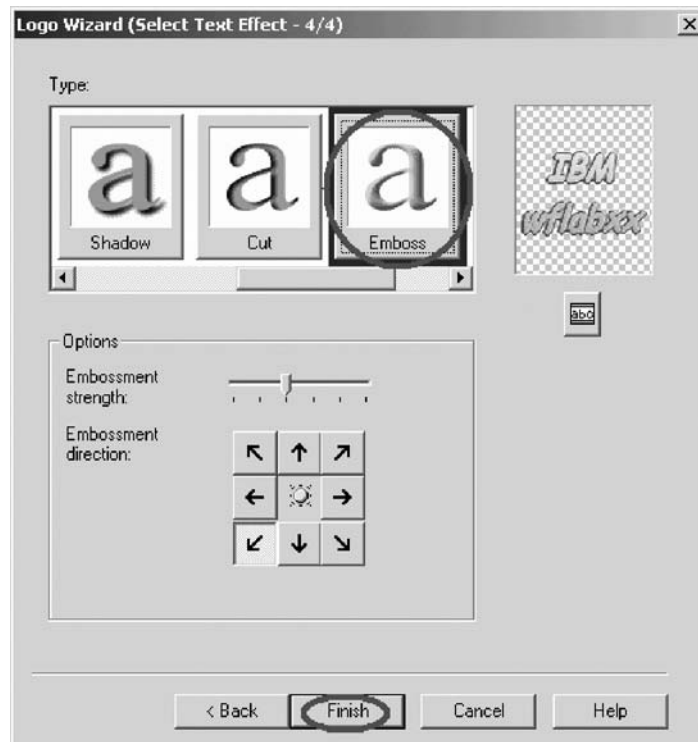 Logo Wizard (Select Text Effect - 4/4)
Type:
a
a
a
Shadow
Cut
Emboss
IBM
wflabxx
abc
Options
Embossment
strength:
Embossment
direction:
< Back
Finish
Cancel
Help